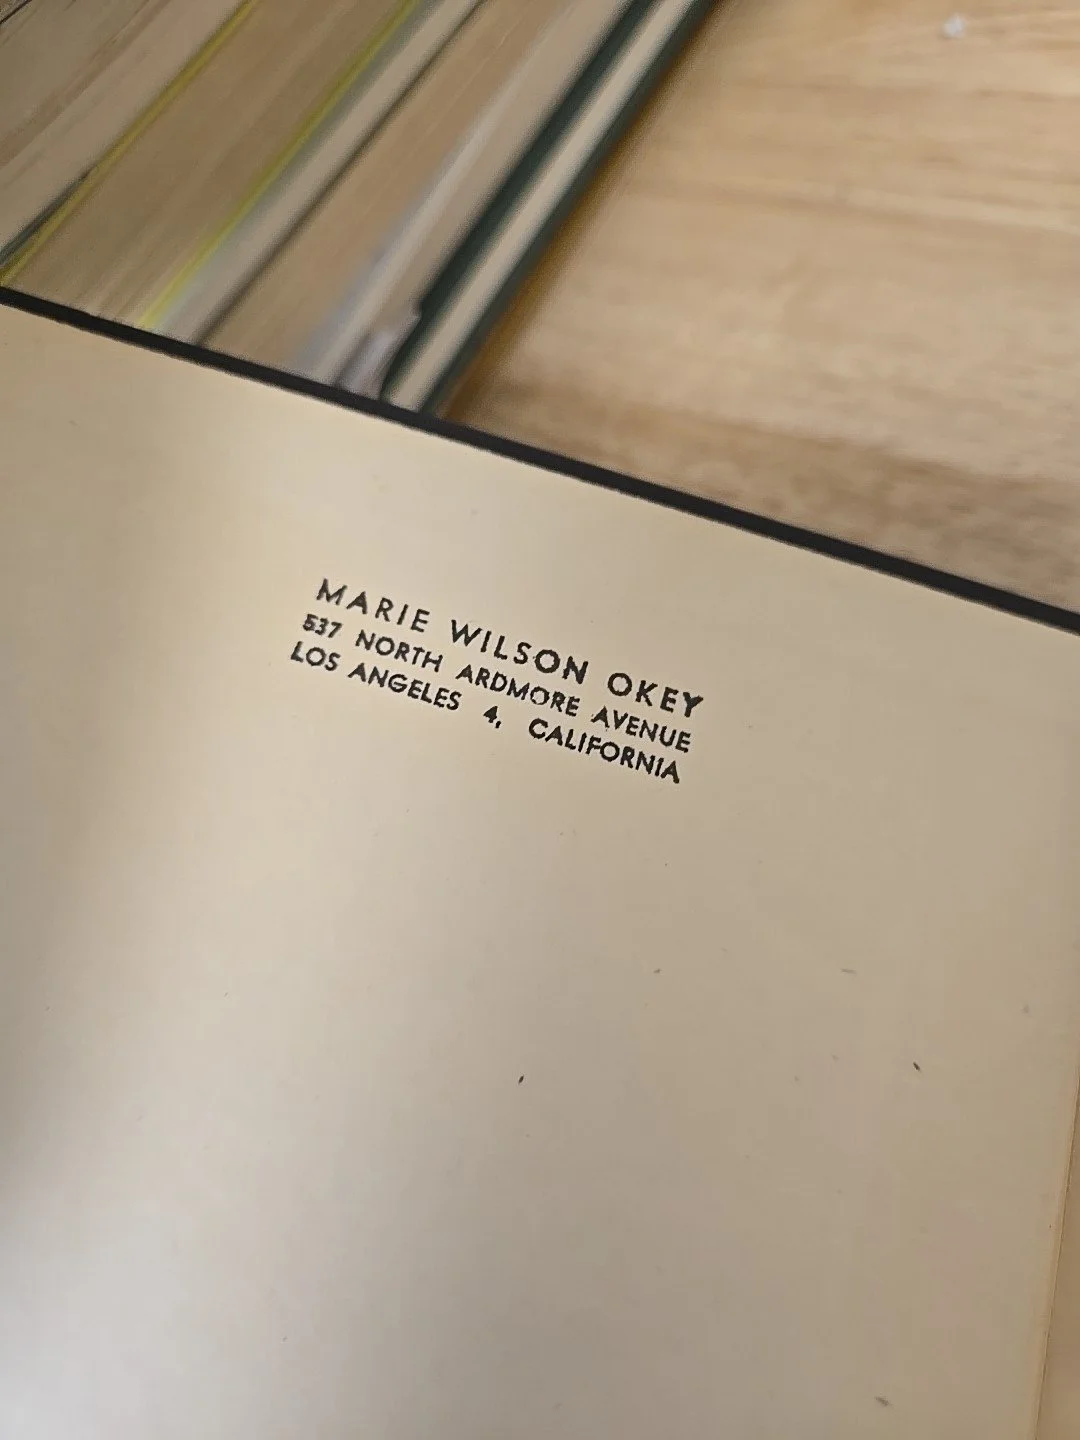 MARIE WILSON OKEY
537 NORTH ARDMORE AVENUE
LOS ANGELES 4, CALIFORNIA